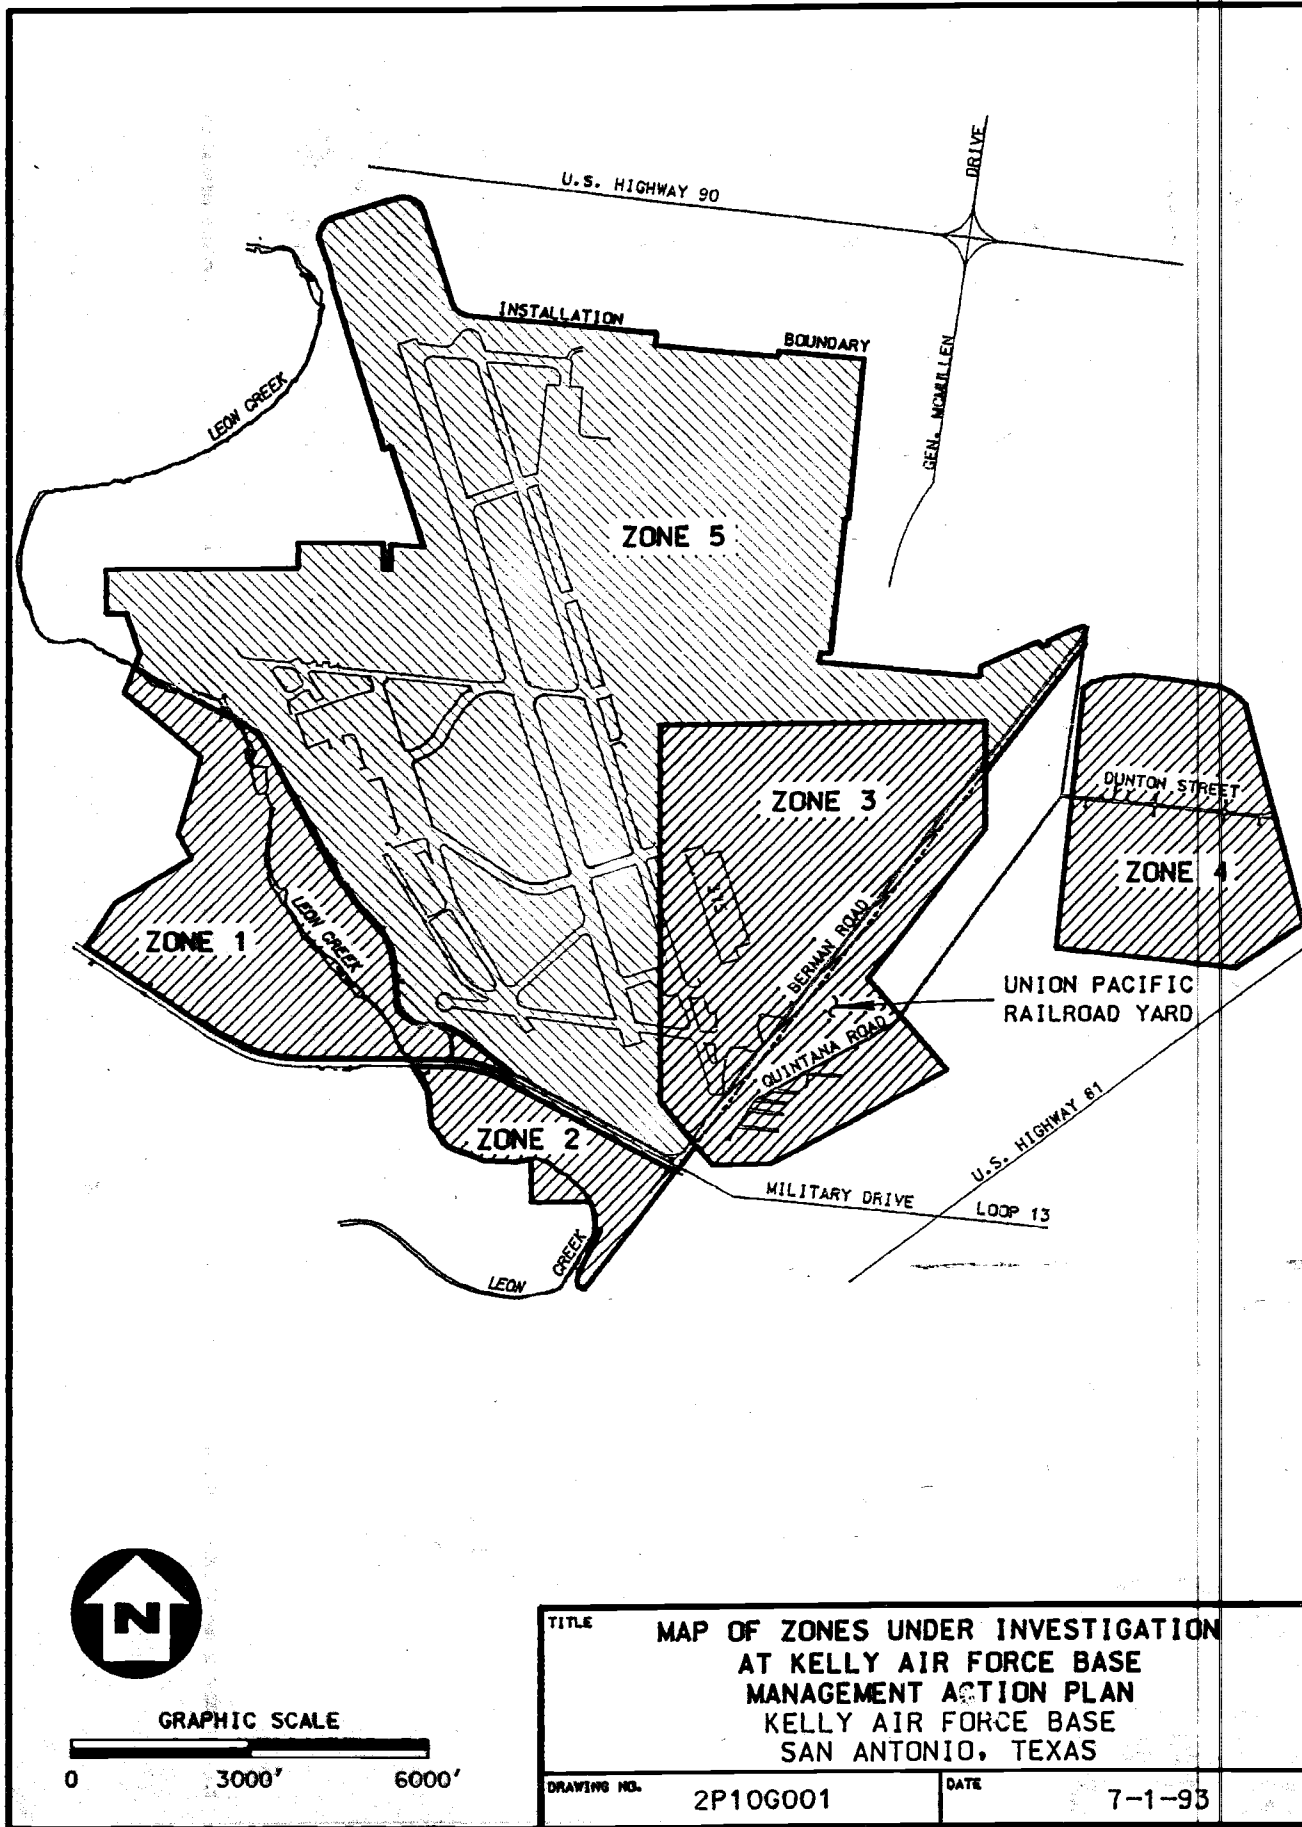 DRIVE
U.S. HIGHWAY 90
INSTALLATION
BOUNDARY
GEN. MCMULLEN
LEON CREEK
ZONE 5
ZONE 3
DUNTON STREET
ZONE 4
375
ZONE 1
LEON CREEK
BERMAN ROAD
UNION PACIFIC
RAILROAD YARD
QUINTANA ROAD
ZONE 2
U.S. HIGHWAY 81
MILITARY DRIVE
LOOP 13
LEON
CREEK
N
GRAPHIC SCALE
0 3000' 6000'
TITLE
MAP OF ZONES UNDER INVESTIGATION
AT KELLY AIR FORCE BASE
MANAGEMENT ACTION PLAN
KELLY AIR FORCE BASE
SAN ANTONIO, TEXAS
DRAWING NO.
2P10G001
DATE
7-1-93